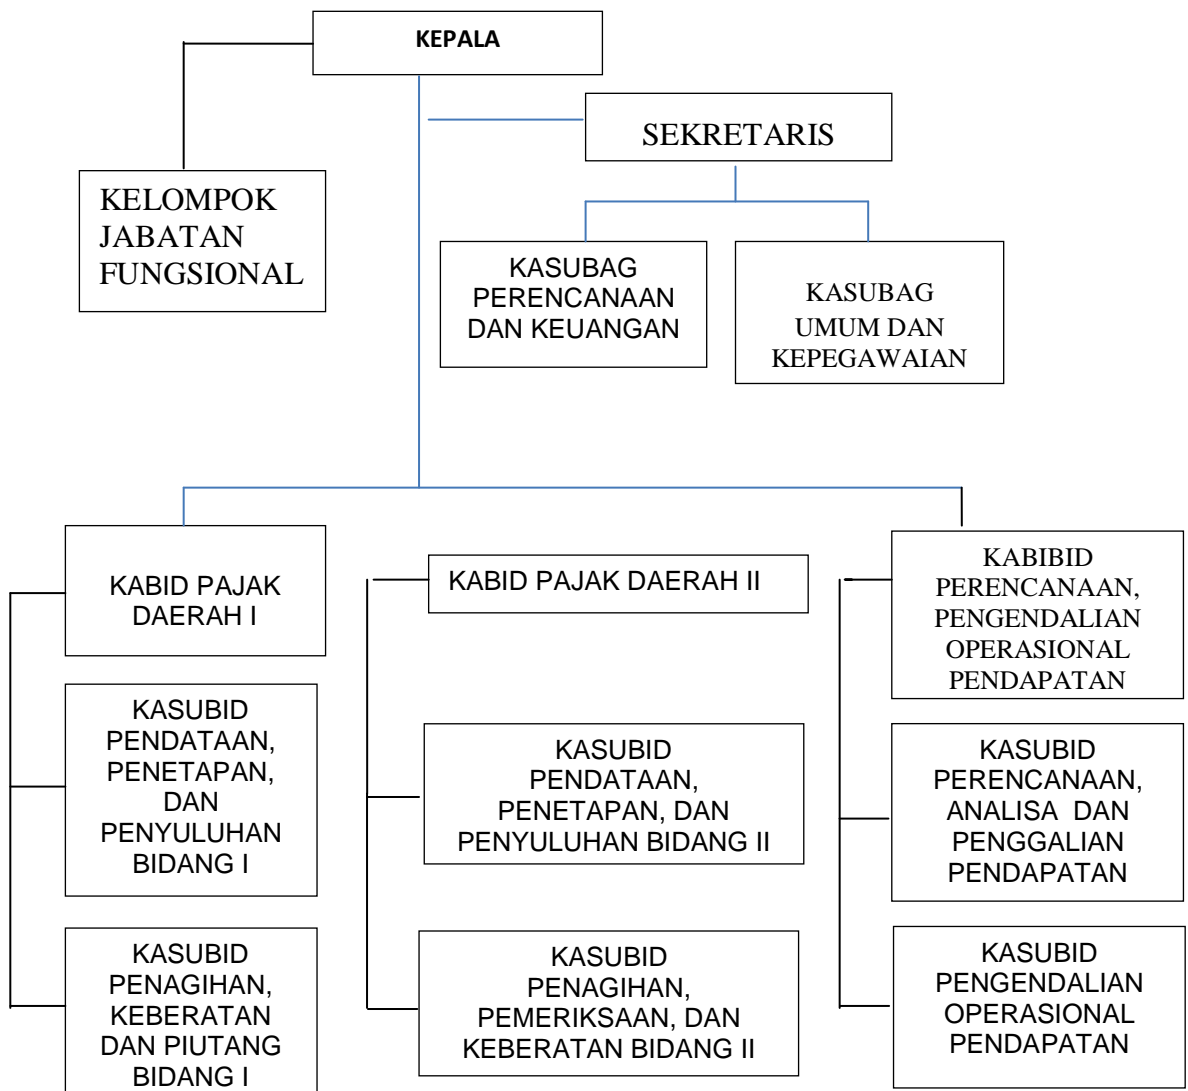 KEPALA
SEKRETARIS
KELOMPOK
JABATAN
FUNGSIONAL
KASUBAG
PERENCANAAN
DAN KEUANGAN
KASUBAG
UMUM DAN
KEPEGAWAIAN
KABID PAJAK
DAERAH I
KABID PAJAK DAERAH II
KABIBID
PERENCANAAN,
PENGENDALIAN
OPERASIONAL
PENDAPATAN
KASUBID
PENDATAAN,
PENETAPAN,
DAN
PENYULUHAN
BIDANG I
KASUBID
PENDATAAN,
PENETAPAN, DAN
PENYULUHAN BIDANG II
KASUBID
PERENCANAAN,
ANALISA DAN
PENGGALIAN
PENDAPATAN
KASUBID
PENAGIHAN,
KEBERATAN
DAN PIUTANG
BIDANG I
KASUBID
PENAGIHAN,
PEMERIKSAAN, DAN
KEBERATAN BIDANG II
KASUBID
PENGENDALIAN
OPERASIONAL
PENDAPATAN